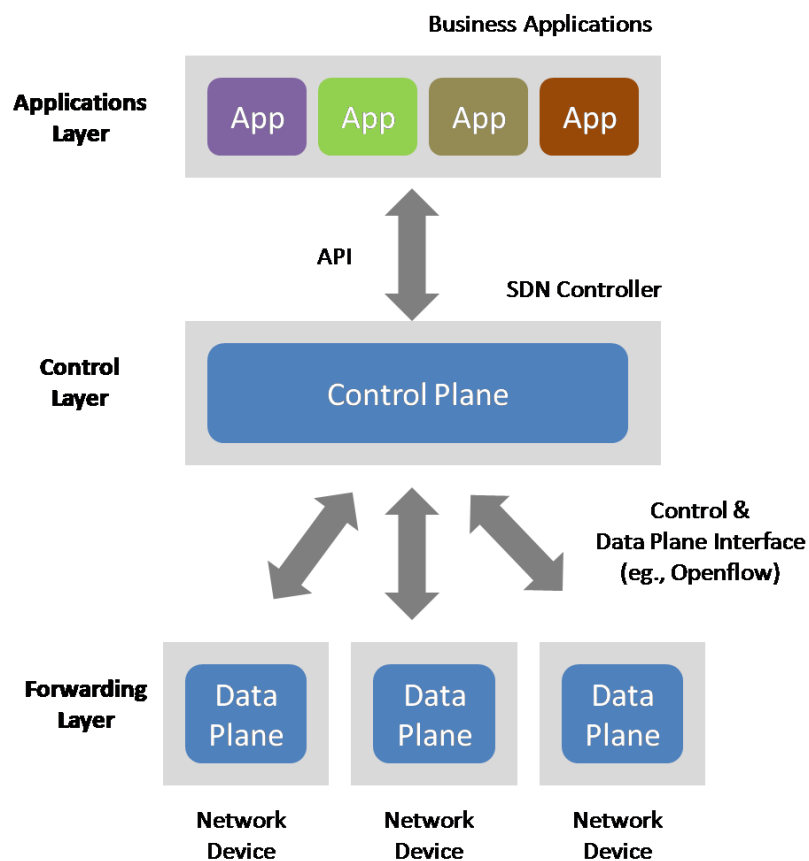 Business Applications
Applications
Layer
App App App App
API
SDN Controller
Control
Layer
Control Plane
Control &
Data Plane Interface
(eg., Openflow)
Forwarding
Layer
Data
Plane
Data
Plane
Data
Plane
Network
Device
Network
Device
Network
Device